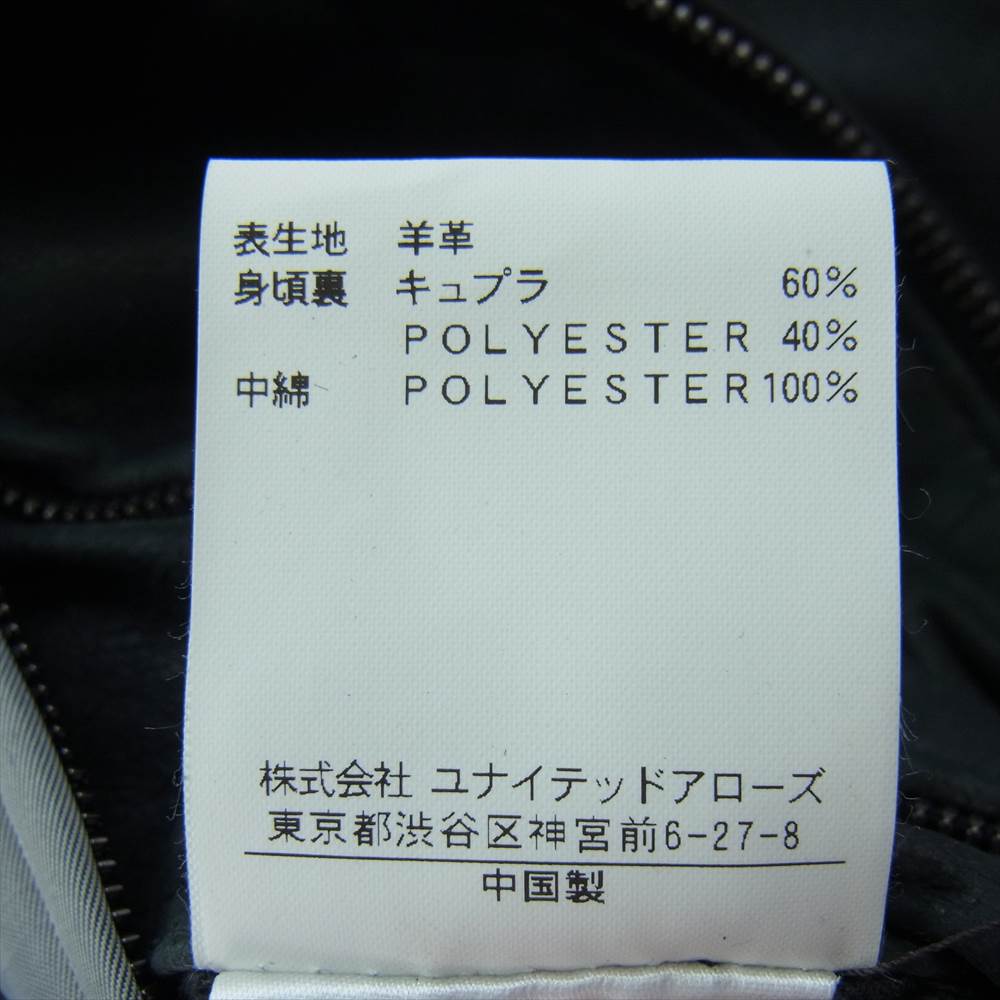 表生地 羊革
身頃裏 キュプラ 60%
POLYESTER 40%
中綿 POLYESTER 100%
株式会社 ユナイテッドアローズ
東京都渋谷区神宮前6-27-8
中国製